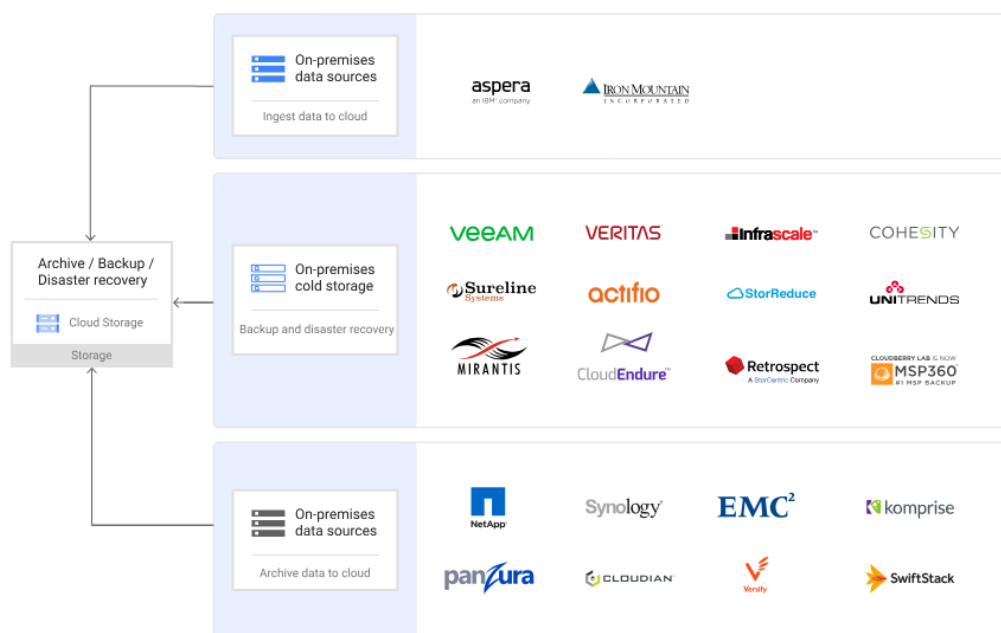 On-premises
data sources
Ingest data to cloud
aspera
an IBM® company
IRON MOUNTAIN
INCORPORATED
Archive / Backup /
Disaster recovery
Cloud Storage
Storage
On-premises
cold storage
Backup and disaster recovery
veeAM
VERITAS
Infrascale™
COHESITY
Sureline
Systems
actifio
StorReduce
UNITRENDS
MIRANTIS
CloudEndure™
Retrospect
A StorCentric Company
CLOUDBERRY LAB IS NOW
MSP360®
#1 MSP BACKUP
On-premises
data sources
Archive data to cloud
NetApp®
Synology®
EMC²
komprise
panzura
CLOUDIAN®
Versity
SwiftStack